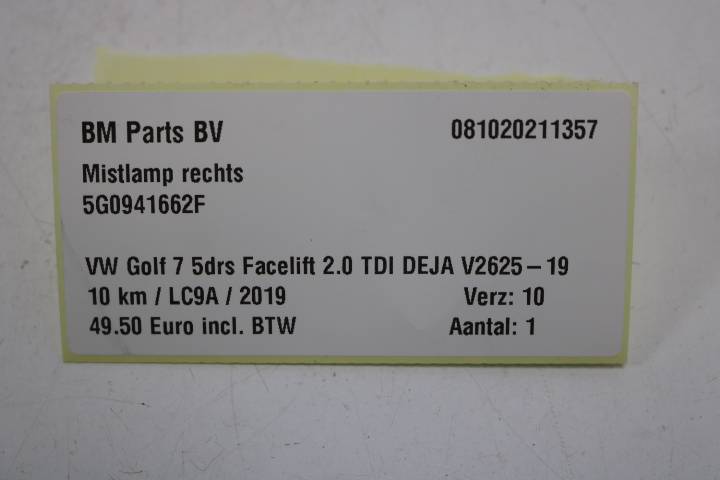 BM Parts BV 081020211357
Mistlamp rechts
5G0941662F
VW Golf 7 5drs Facelift 2.0 TDI DEJA V2625-19
10 km / LC9A / 2019 Verz: 10
49.50 Euro incl. BTW Aantal: 1